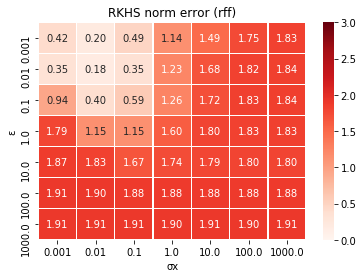 RKHS norm error (rff)
0.001 0.42 0.20 0.49 1.14 1.49 1.75 1.83
0.01 0.35 0.18 0.35 1.23 1.68 1.82 1.84
0.1 0.94 0.40 0.59 1.26 1.72 1.83 1.84
1.0 1.79 1.15 1.15 1.60 1.80 1.83 1.83
10.0 1.87 1.83 1.67 1.74 1.79 1.80 1.80
100.0 1.91 1.90 1.88 1.88 1.88 1.88 1.88
1000.0 1.91 1.91 1.91 1.90 1.91 1.90 1.91
0.001 0.01 0.1 1.0 10.0 100.0 1000.0
σx
ε
3.0
2.5
2.0
1.5
1.0
0.5
0.0